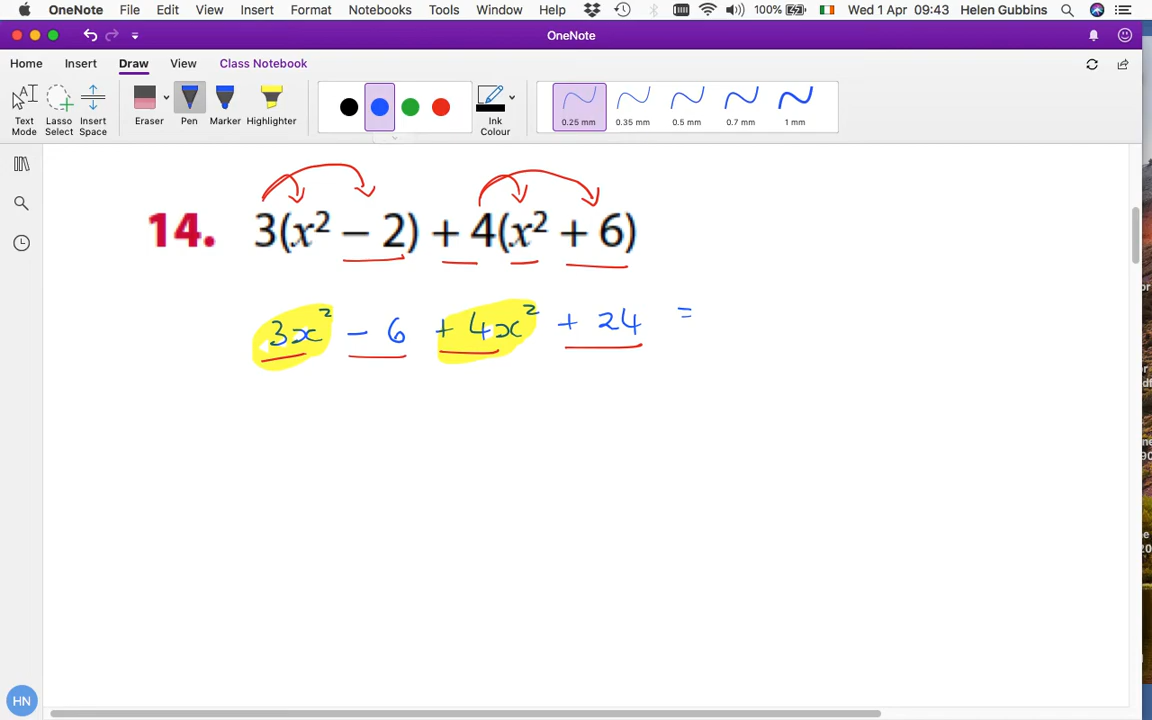 OneNote File Edit View Insert Format Notebooks Tools Window Help 100% Wed 1 Apr 09:43 Helen Gubbins
OneNote
Home Insert Draw View Class Notebook
Text Mode Lasso Select Insert Space Eraser Pen Marker Highlighter Ink Colour 0.25 mm 0.35 mm 0.5 mm 0.7 mm 1 mm
14. 3(x² − 2) + 4(x² + 6)
3x² − 6 + 4x² + 24 =
HN